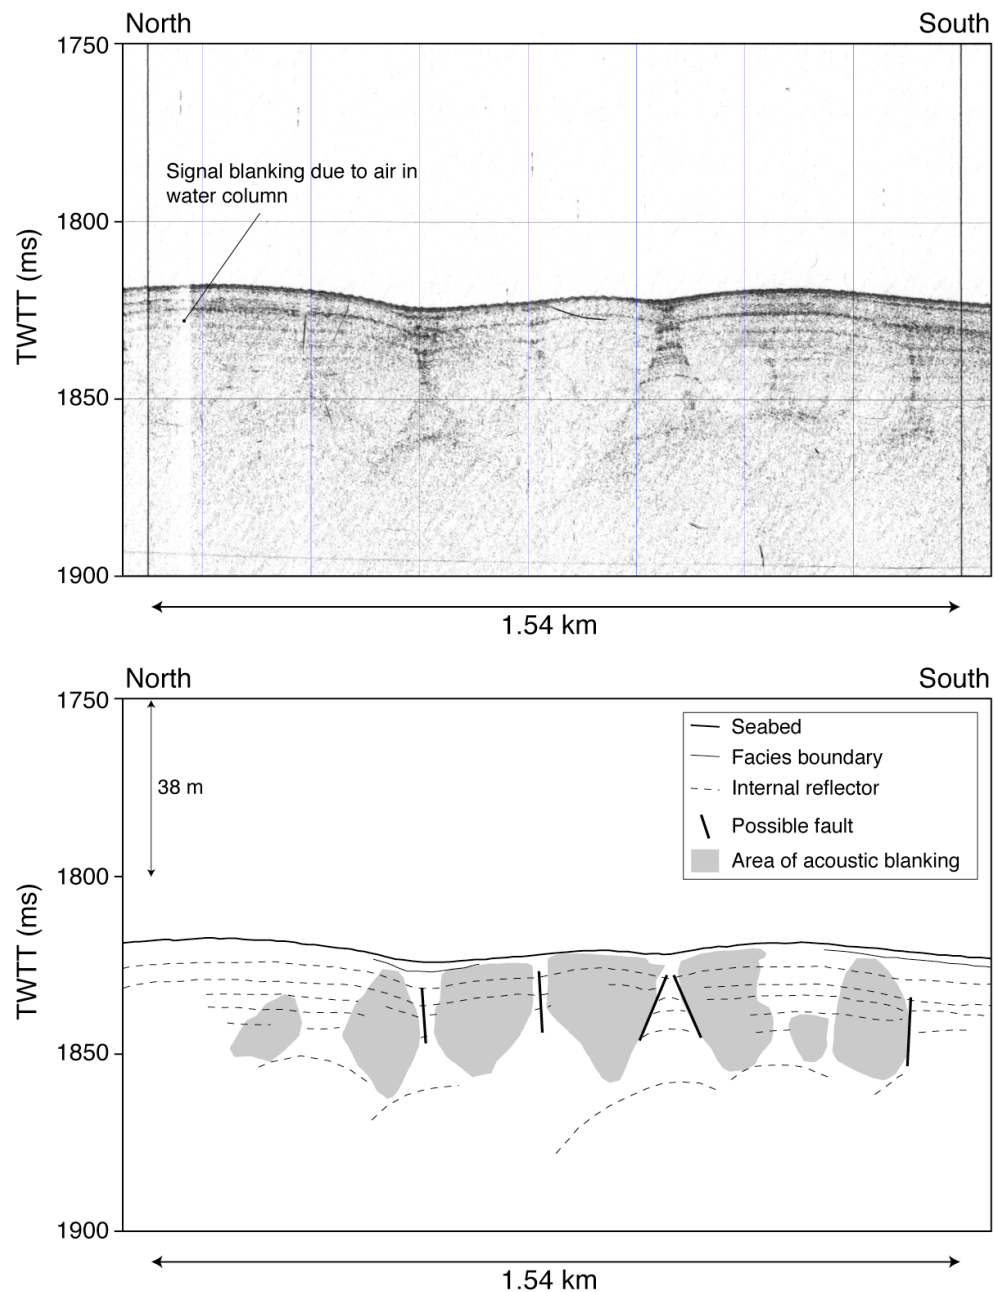 North South
1750
Signal blanking due to air in
water column
1800
TWTT (ms)
1850
1900
1.54 km
North South
1750
Seabed
Facies boundary
38 m
Internal reflector
Possible fault
Area of acoustic blanking
1800
TWTT (ms)
1850
1900
1.54 km